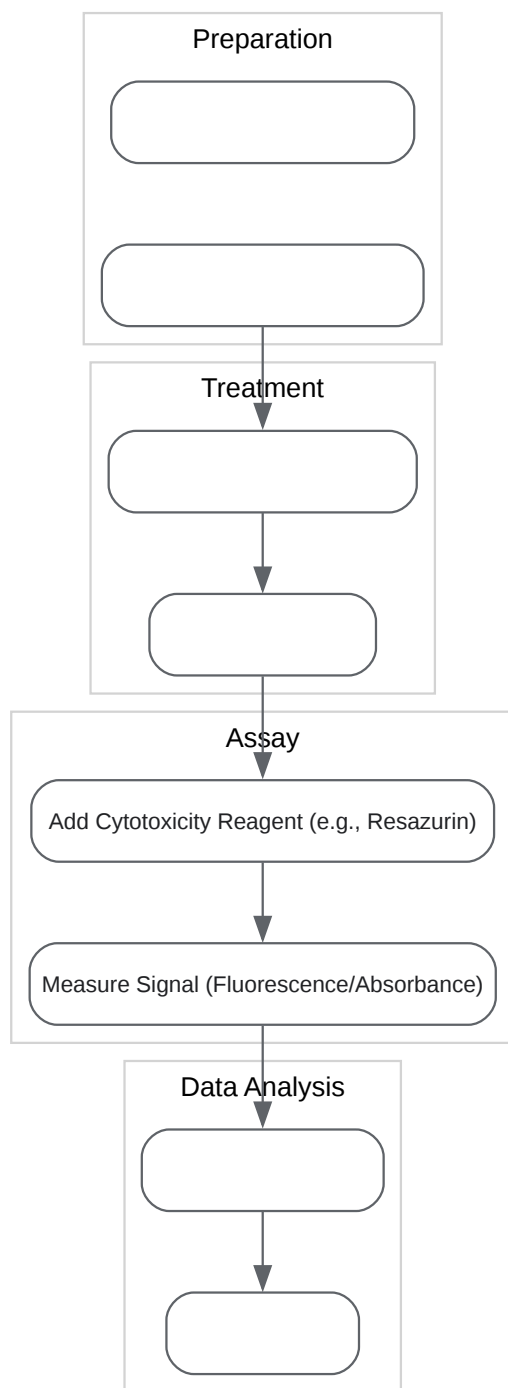 Preparation
Treatment
Assay
Add Cytotoxicity Reagent (e.g., Resazurin)
Measure Signal (Fluorescence/Absorbance)
Data Analysis